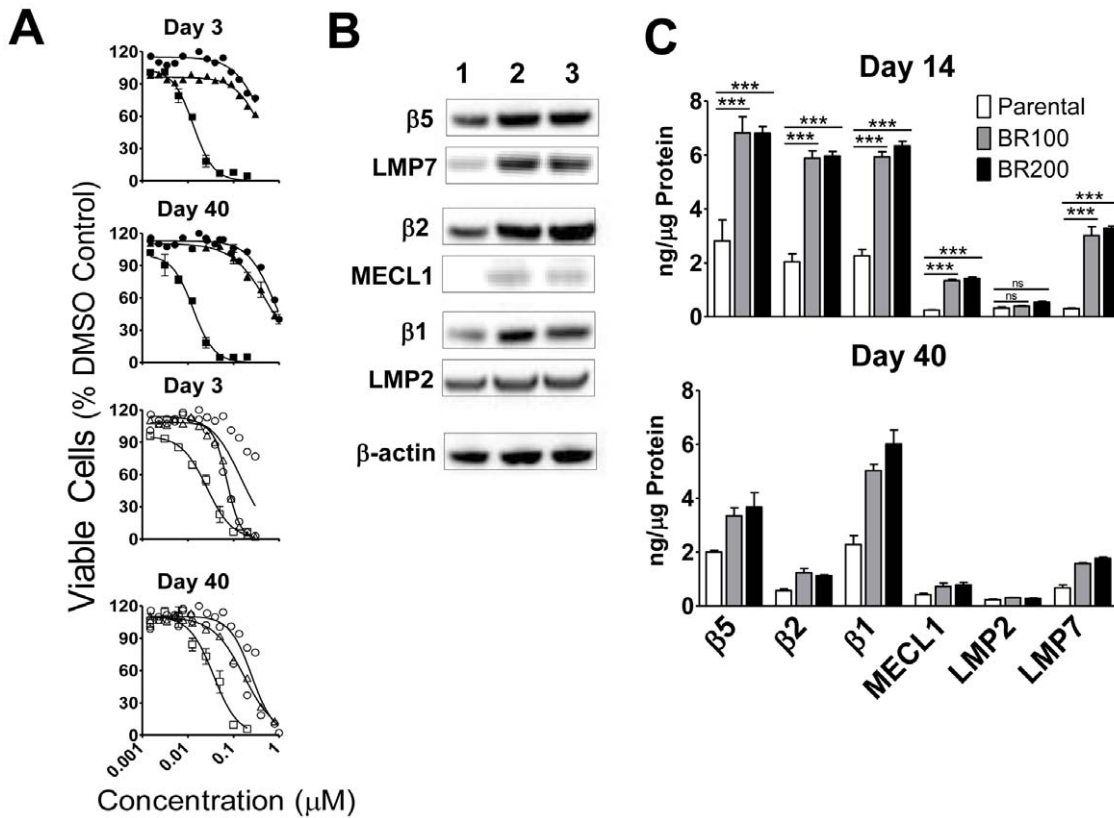 A
Day 3
120
90
60
30
0
Day 40
120
90
60
30
0
Day 3
120
90
60
30
0
Day 40
120
90
60
30
0
0.001
0.01
0.1
1
Viable Cells (% DMSO Control)
Concentration (μM)
B
1 2 3
β5
LMP7
β2
MECL1
β1
LMP2
β-actin
C
Day 14
ng/μg Protein
8
6
4
2
0
*** ***
*** ***
*** ***
*** ***
ns ns
*** ***
Parental
BR100
BR200
Day 40
ng/μg Protein
8
6
4
2
0
β5
β2
β1
MECL1
LMP2
LMP7